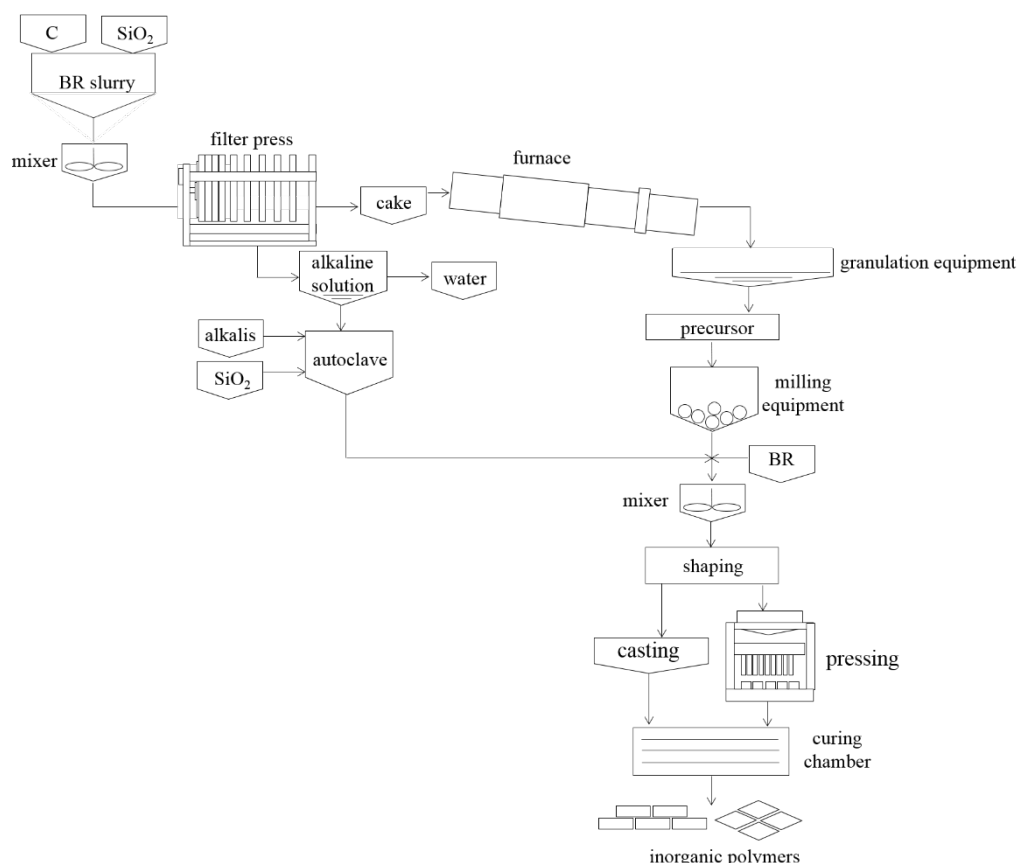 C
SiO₂
BR slurry
mixer
filter press
furnace
cake
alkaline
solution
water
granulation equipment
alkalis
SiO₂
autoclave
precursor
milling
equipment
BR
mixer
shaping
casting
pressing
curing
chamber
inorganic polymers